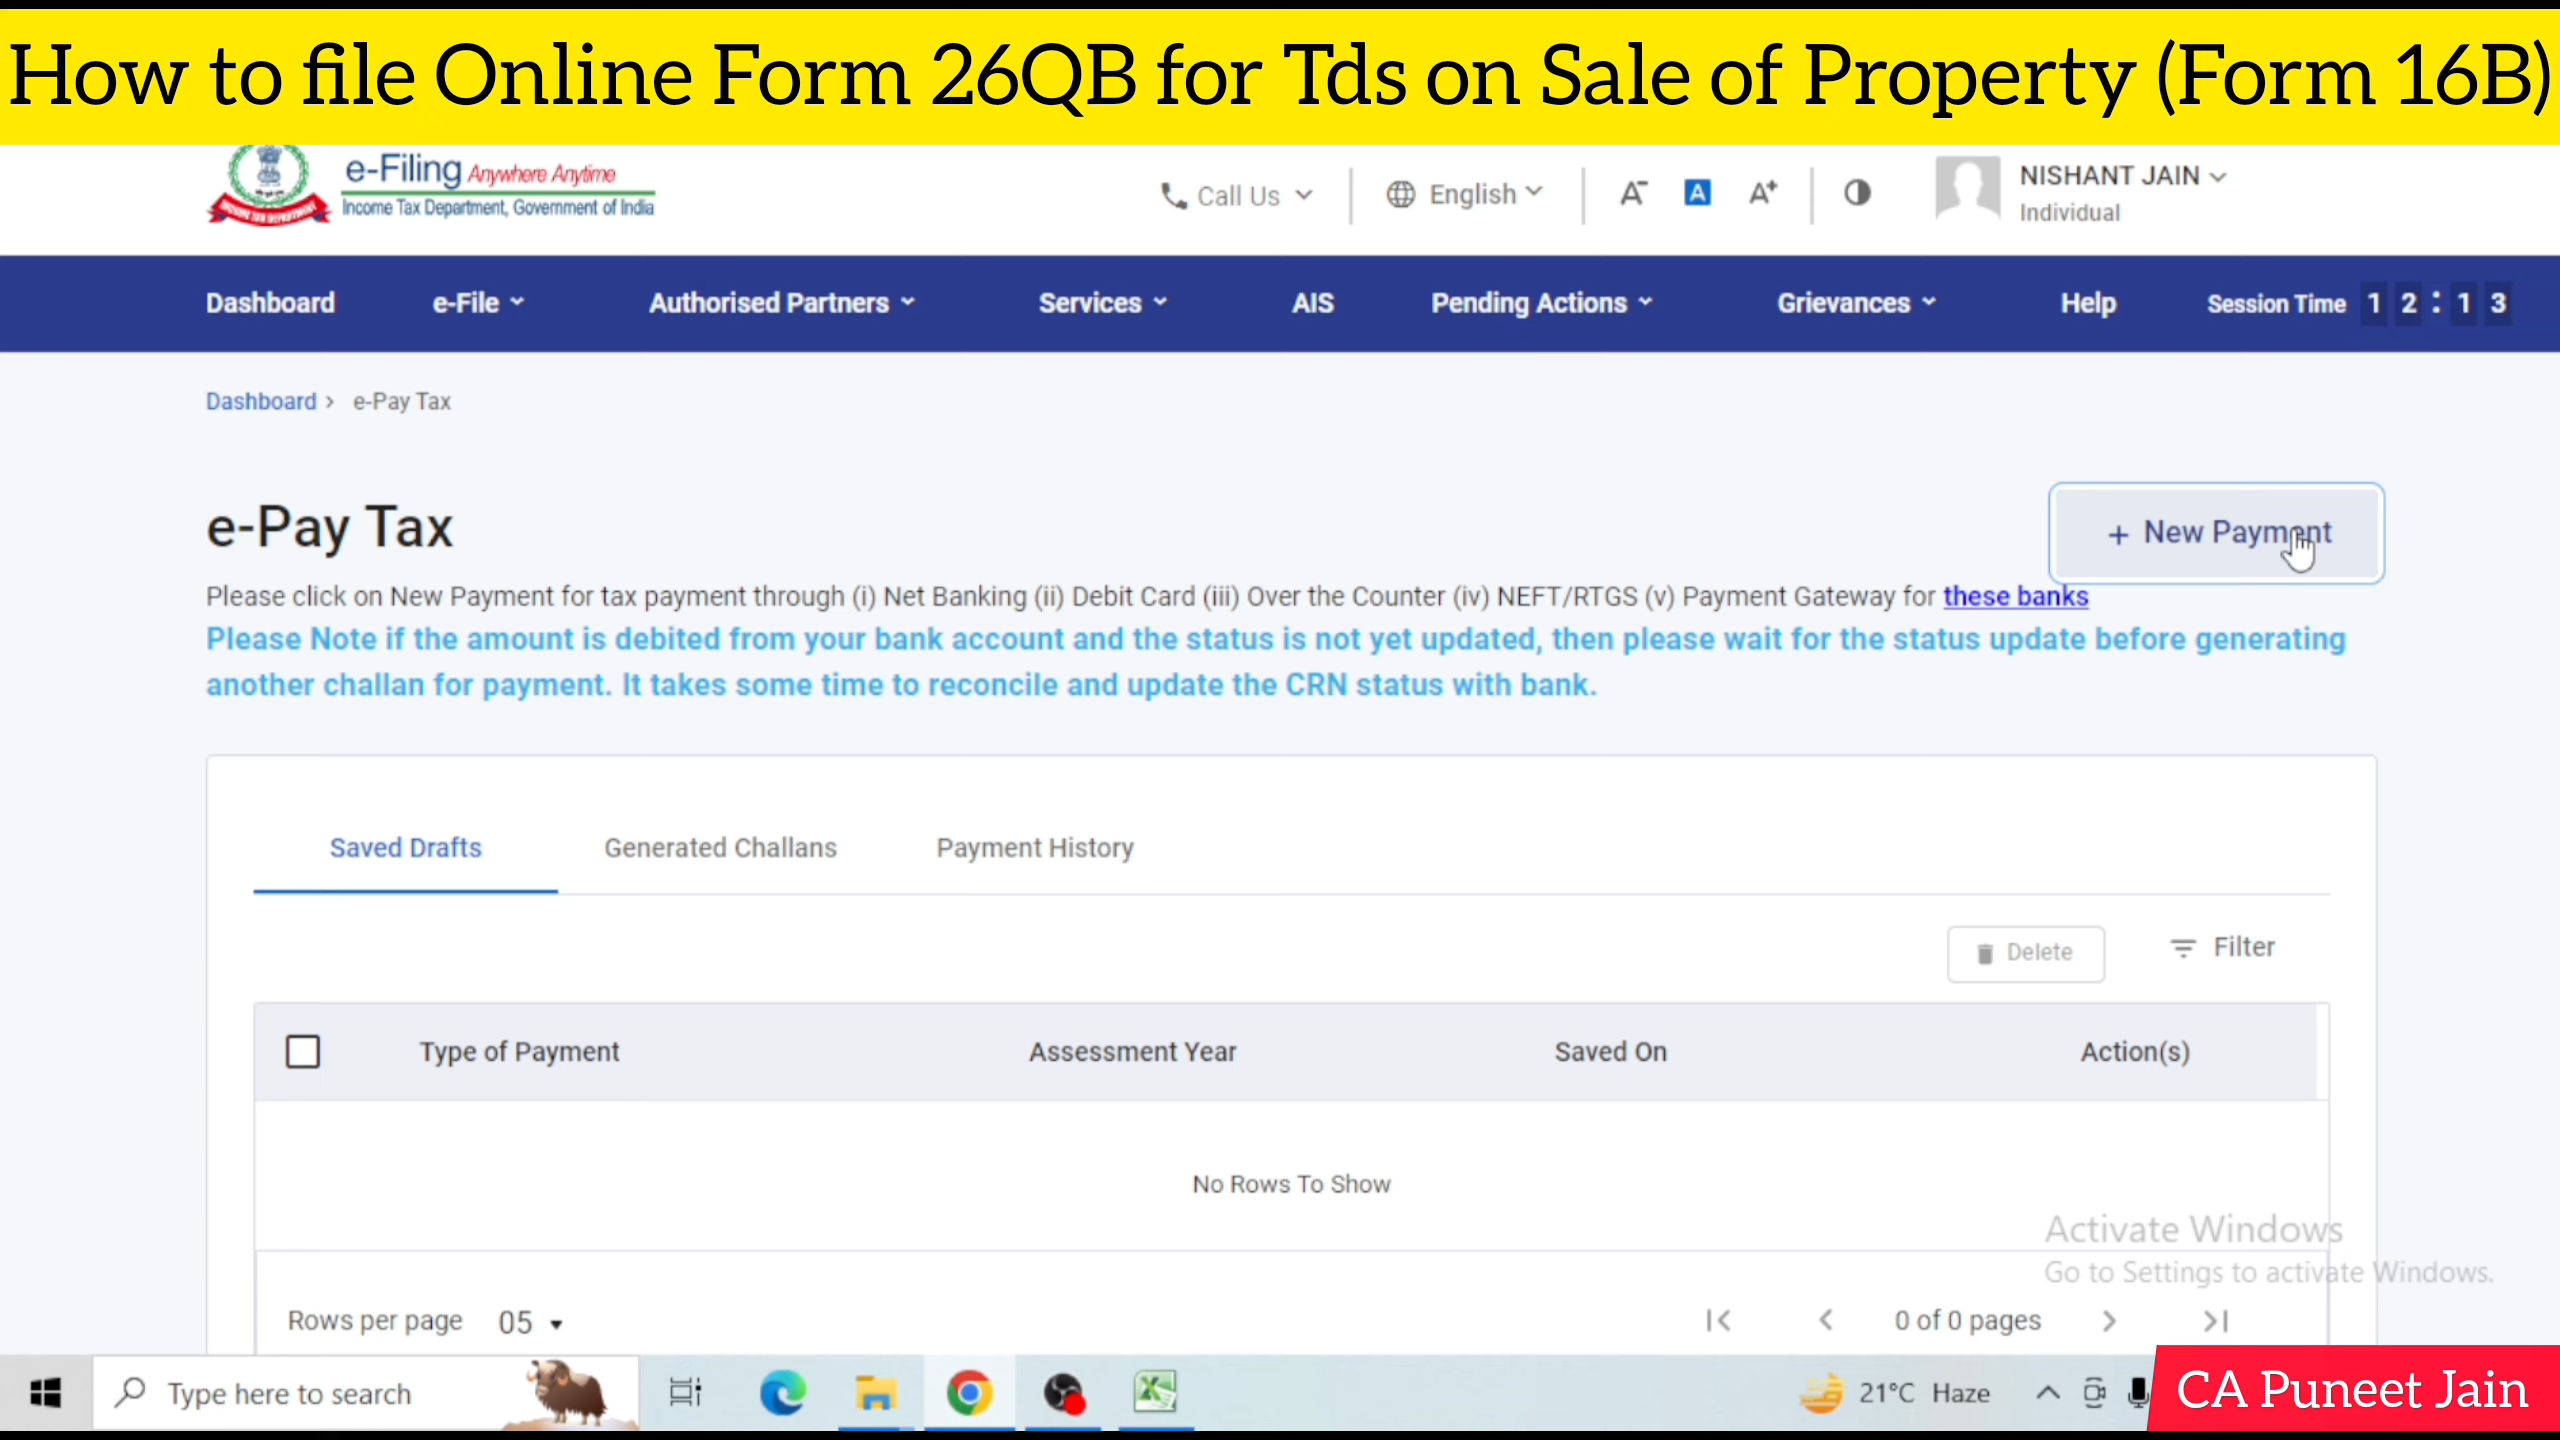 How to file Online Form 26QB for Tds on Sale of Property (Form 16B)
e-Filing Anywhere Anytime
Income Tax Department, Government of India
Call Us
English
A-
A
A+
NISHANT JAIN
Individual
Dashboard
e-File
Authorised Partners
Services
AIS
Pending Actions
Grievances
Help
Session Time 12:13
Dashboard > e-Pay Tax
e-Pay Tax
+ New Payment
Please click on New Payment for tax payment through (i) Net Banking (ii) Debit Card (iii) Over the Counter (iv) NEFT/RTGS (v) Payment Gateway for these banks
Please Note if the amount is debited from your bank account and the status is not yet updated, then please wait for the status update before generating
another challan for payment. It takes some time to reconcile and update the CRN status with bank.
Saved Drafts
Generated Challans
Payment History
Delete
Filter
Type of Payment
Assessment Year
Saved On
Action(s)
No Rows To Show
Activate Windows
Go to Settings to activate Windows.
Rows per page 05
0 of 0 pages
Type here to search
21°C Haze
CA Puneet Jain